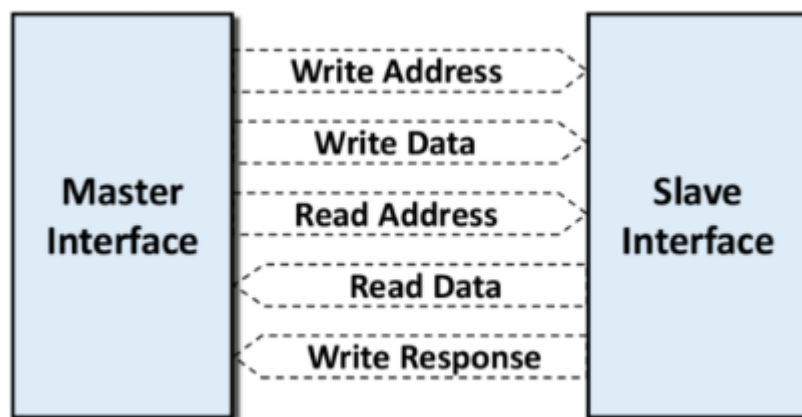 Master
Interface
Write Address
Write Data
Read Address
Read Data
Write Response
Slave
Interface